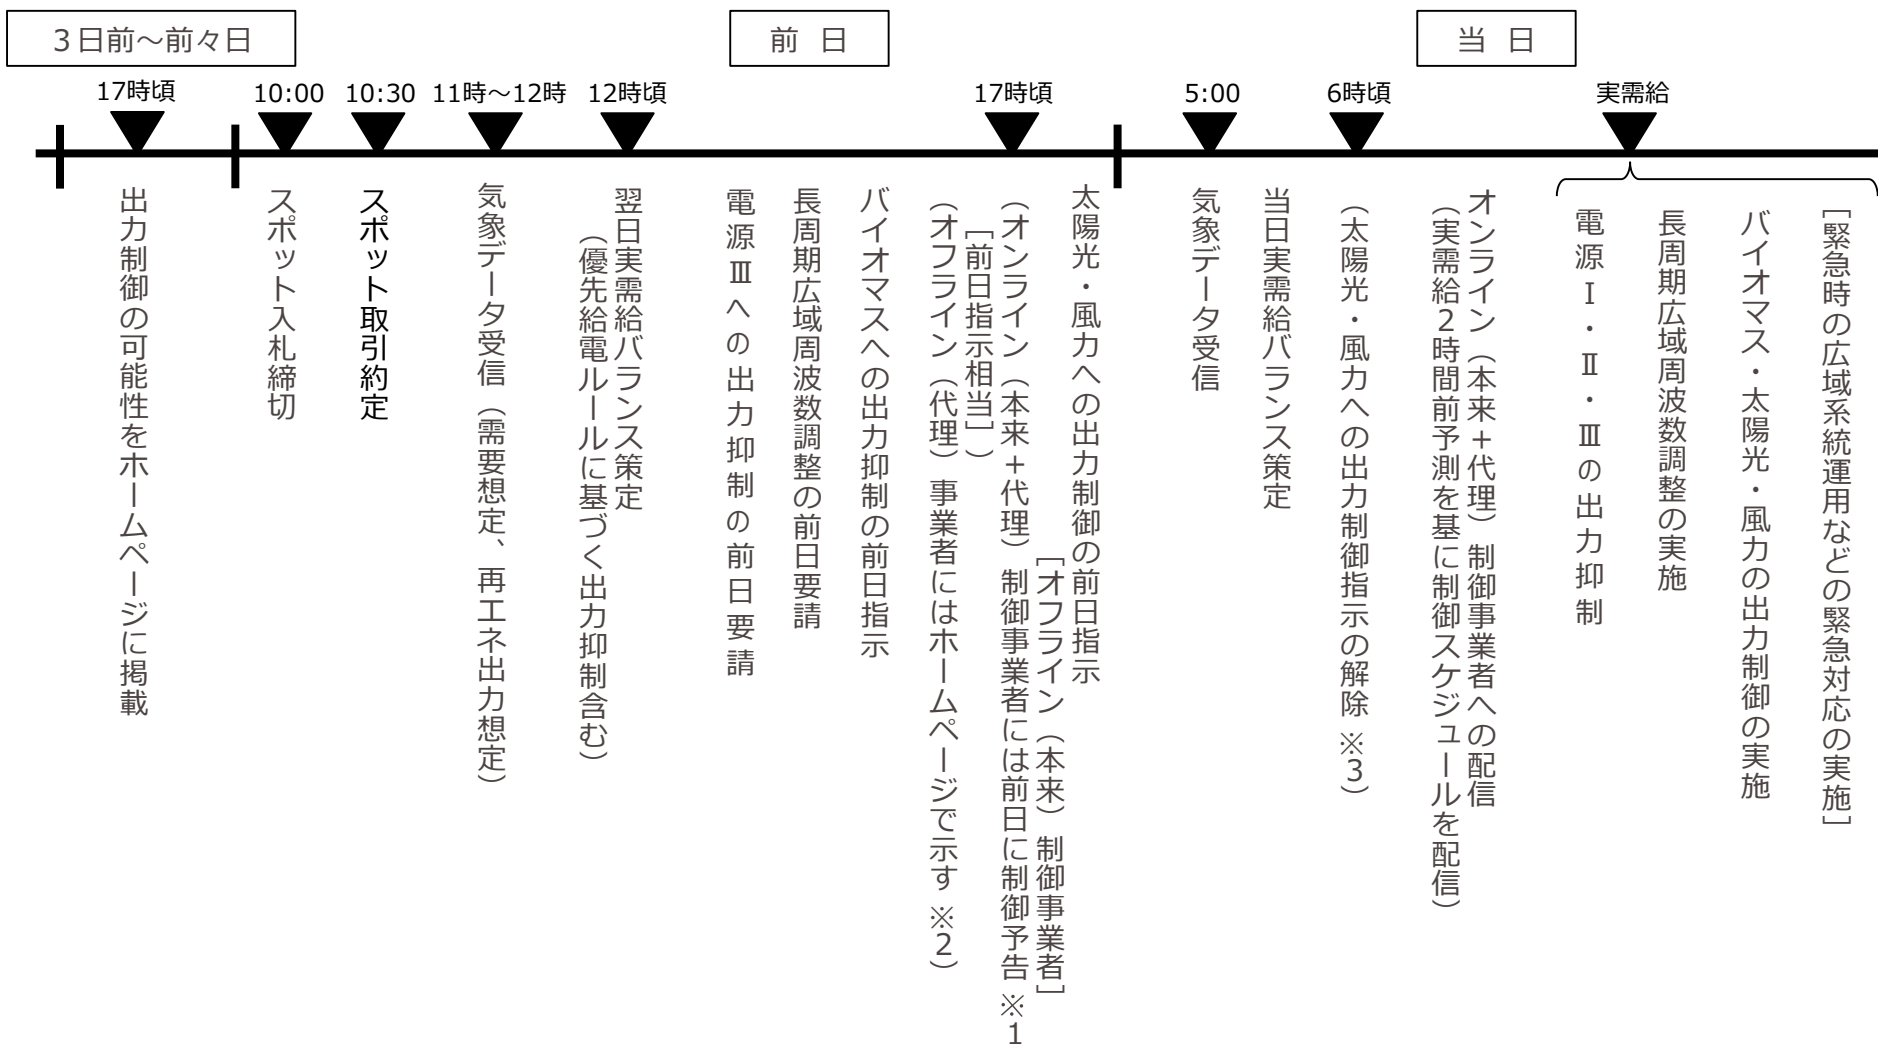 3日前～前々日
前 日
当 日
17時頃
10:00
10:30
11時～12時
12時頃
17時頃
5:00
6時頃
実需給
出力制御の可能性をホームページに掲載
スポット入札締切
スポット取引約定
気象データ受信（需要想定、再エネ出力想定）
翌日実需給バランス策定
（優先給電ルールに基づく出力抑制含む）
電源Ⅲへの出力抑制の前日要請
長周期広域周波数調整の前日要請
バイオマスへの出力抑制の前日指示
太陽光・風力への出力制御の前日指示
［オフライン（本来）制御事業者］
（オンライン（本来＋代理）制御事業者には前日に制御予告※1
［前日指示相当］）
（オフライン（代理）事業者にはホームページで示す※2）
気象データ受信
当日実需給バランス策定
（太陽光・風力への出力制御指示の解除※3）
オンライン（本来＋代理）制御事業者への配信
（実需給2時間前予測を基に制御スケジュールを配信）
電源Ⅰ・Ⅱ・Ⅲの出力抑制
長周期広域周波数調整の実施
バイオマス・太陽光・風力の出力制御の実施
［緊急時の広域系統運用などの緊急対応の実施］